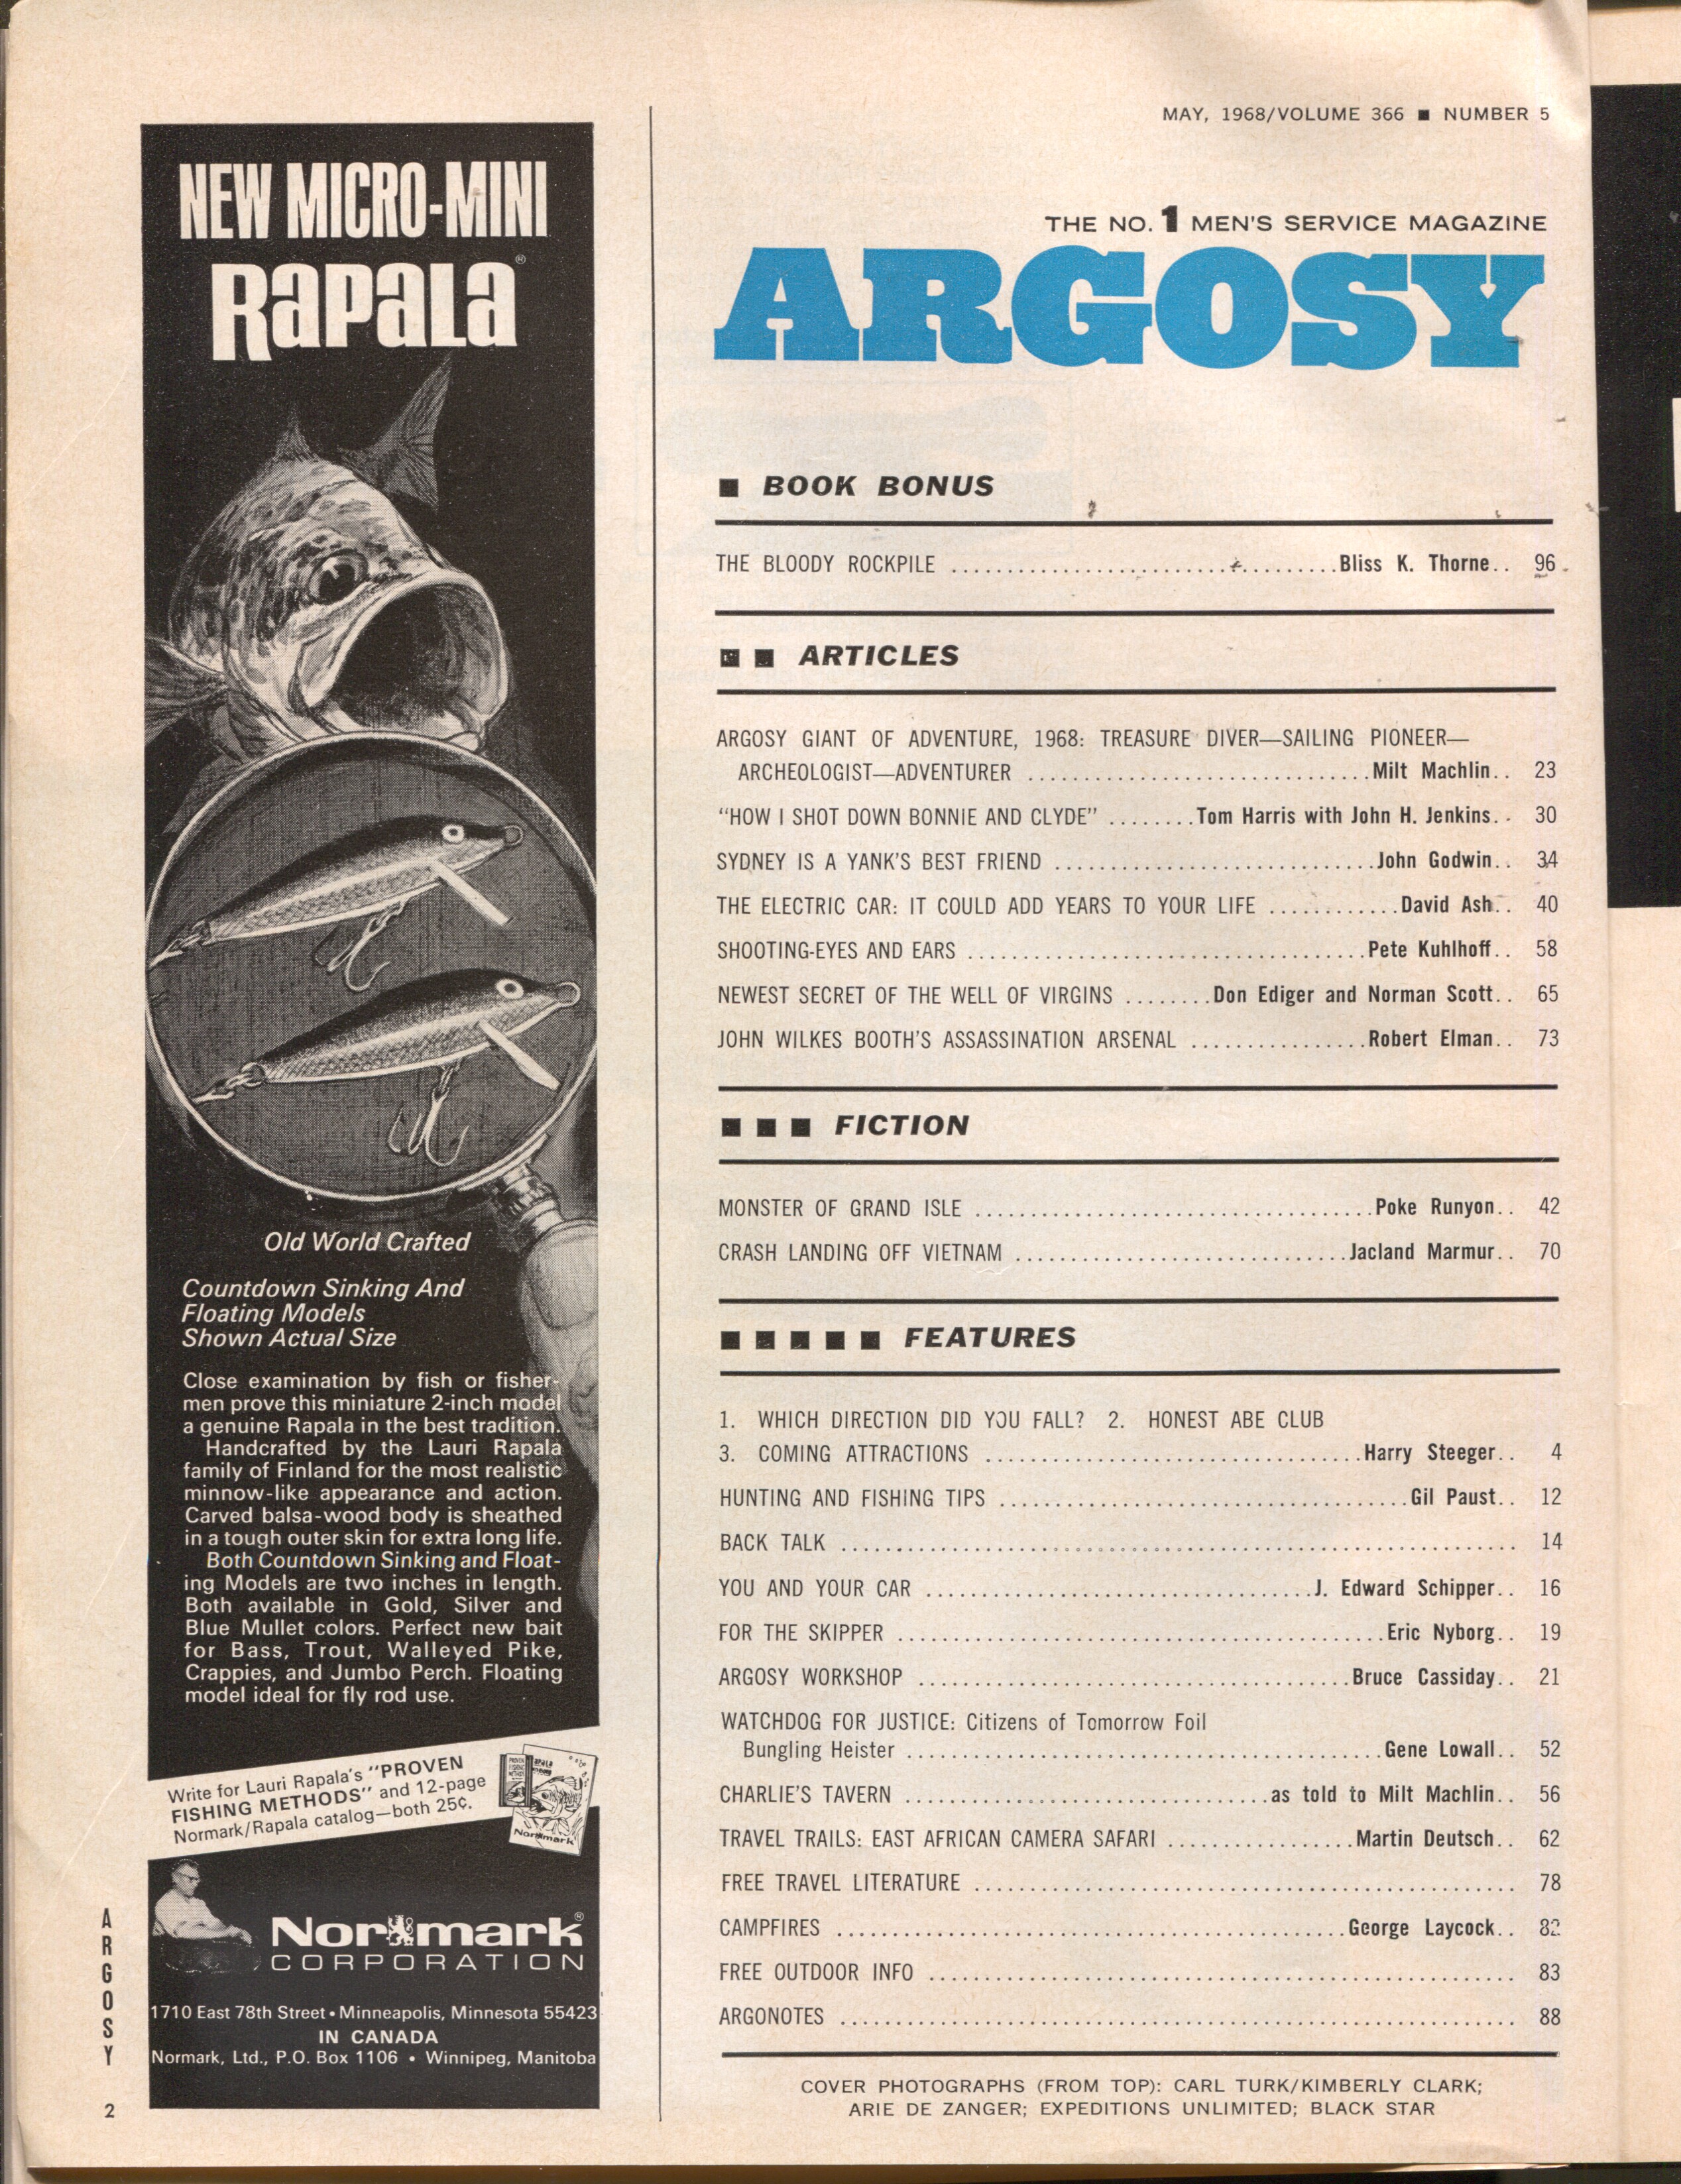 NEW MICRO-MINI
RAPALA®
Old World Crafted
Countdown Sinking And
Floating Models
Shown Actual Size
Close examination by fish or fisher-
men prove this miniature 2-inch model
a genuine Rapala in the best tradition.
Handcrafted by the Lauri Rapala
family of Finland for the most realistic
minnow-like appearance and action.
Carved balsa-wood body is sheathed
in a tough outer skin for extra long life.
Both Countdown Sinking and Float-
ing Models are two inches in length.
Both available in Gold, Silver and
Blue Mullet colors. Perfect new bait
for Bass, Trout, Walleyed Pike,
Crappies, and Jumbo Perch. Floating
model ideal for fly rod use.
Write for Lauri Rapala's "PROVEN
FISHING METHODS" and 12-page
Normark/Rapala catalog—both 25¢.
PROVEN FISHING METHODS
Normark
Normark®
CORPORATION
1710 East 78th Street • Minneapolis, Minnesota 55423
IN CANADA
Normark, Ltd., P.O. Box 1106 • Winnipeg, Manitoba
ARGOSY
2
MAY, 1968/VOLUME 366 ■ NUMBER 5
THE NO. 1 MEN'S SERVICE MAGAZINE
ARGOSY
■ BOOK BONUS
THE BLOODY ROCKPILE ........ Bliss K. Thorne.. 96
■ ■ ARTICLES
ARGOSY GIANT OF ADVENTURE, 1968: TREASURE DIVER—SAILING PIONEER—
ARCHEOLOGIST—ADVENTURER ........ Milt Machlin.. 23
"HOW I SHOT DOWN BONNIE AND CLYDE" ........ Tom Harris with John H. Jenkins.. 30
SYDNEY IS A YANK'S BEST FRIEND ........ John Godwin.. 34
THE ELECTRIC CAR: IT COULD ADD YEARS TO YOUR LIFE ........ David Ash.. 40
SHOOTING-EYES AND EARS ........ Pete Kuhlhoff.. 58
NEWEST SECRET OF THE WELL OF VIRGINS ........ Don Ediger and Norman Scott.. 65
JOHN WILKES BOOTH'S ASSASSINATION ARSENAL ........ Robert Elman.. 73
■ ■ ■ FICTION
MONSTER OF GRAND ISLE ........ Poke Runyon.. 42
CRASH LANDING OFF VIETNAM ........ Jacland Marmur.. 70
■ ■ ■ ■ ■ FEATURES
1. WHICH DIRECTION DID YOU FALL? 2. HONEST ABE CLUB
3. COMING ATTRACTIONS ........ Harry Steeger.. 4
HUNTING AND FISHING TIPS ........ Gil Paust.. 12
BACK TALK ........ 14
YOU AND YOUR CAR ........ J. Edward Schipper.. 16
FOR THE SKIPPER ........ Eric Nyborg.. 19
ARGOSY WORKSHOP ........ Bruce Cassiday.. 21
WATCHDOG FOR JUSTICE: Citizens of Tomorrow Foil
Bungling Heister ........ Gene Lowall.. 52
CHARLIE'S TAVERN ........ as told to Milt Machlin.. 56
TRAVEL TRAILS: EAST AFRICAN CAMERA SAFARI ........ Martin Deutsch.. 62
FREE TRAVEL LITERATURE ........ 78
CAMPFIRES ........ George Laycock.. 82
FREE OUTDOOR INFO ........ 83
ARGONOTES ........ 88
COVER PHOTOGRAPHS (FROM TOP): CARL TURK/KIMBERLY CLARK;
ARIE DE ZANGER; EXPEDITIONS UNLIMITED; BLACK STAR